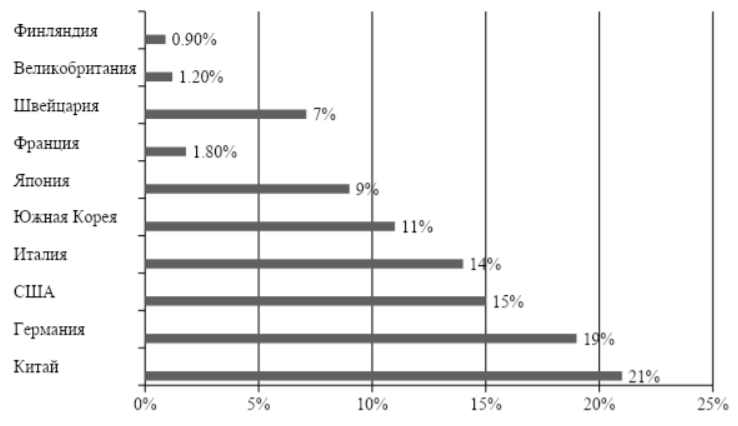 Финляндия 0.90%
Великобритания 1.20%
Швейцария 7%
Франция 1.80%
Япония 9%
Южная Корея 11%
Италия 14%
США 15%
Германия 19%
Китай 21%
0% 5% 10% 15% 20% 25%